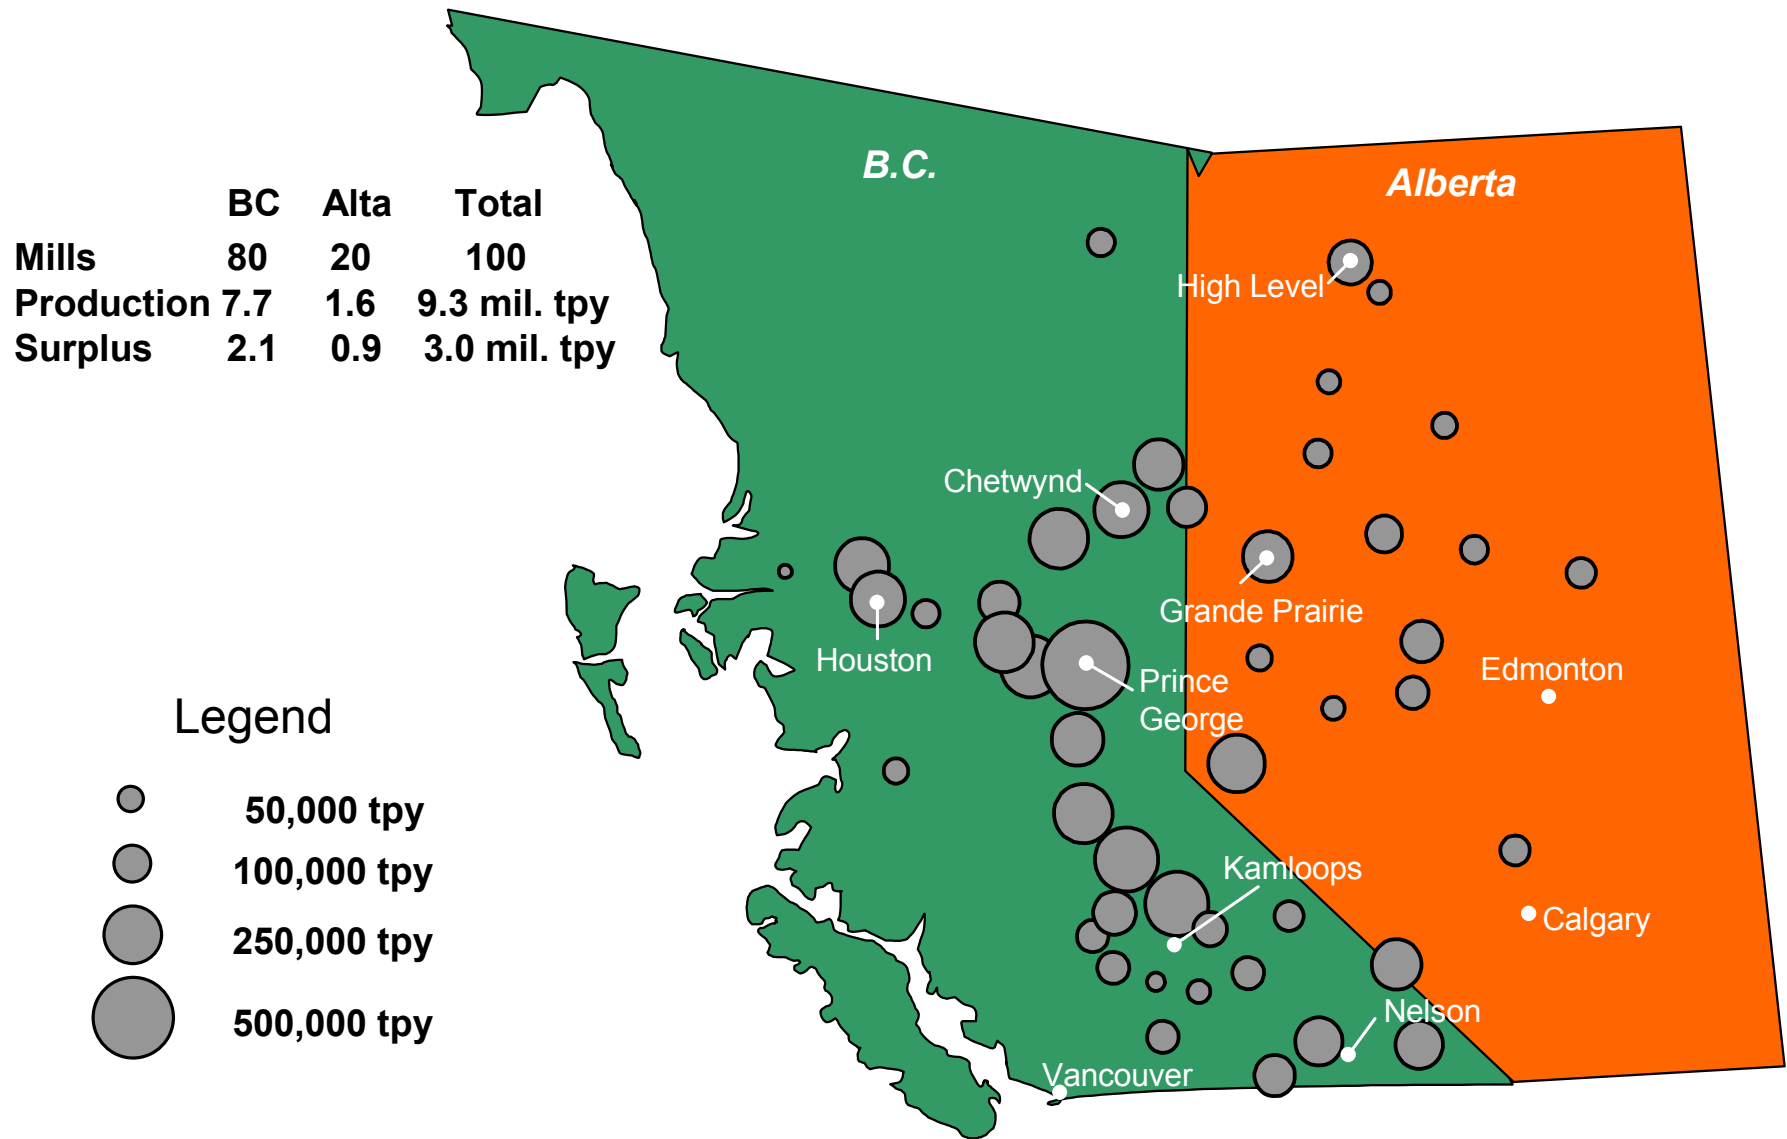 B.C.
Alberta
BC Alta Total
Mills 80 20 100
Production 7.7 1.6 9.3 mil. tpy
Surplus 2.1 0.9 3.0 mil. tpy
High Level
Chetwynd
Grande Prairie
Houston
Prince
George
Edmonton
Legend
50,000 tpy
100,000 tpy
250,000 tpy
500,000 tpy
Kamloops
Calgary
Nelson
Vancouver